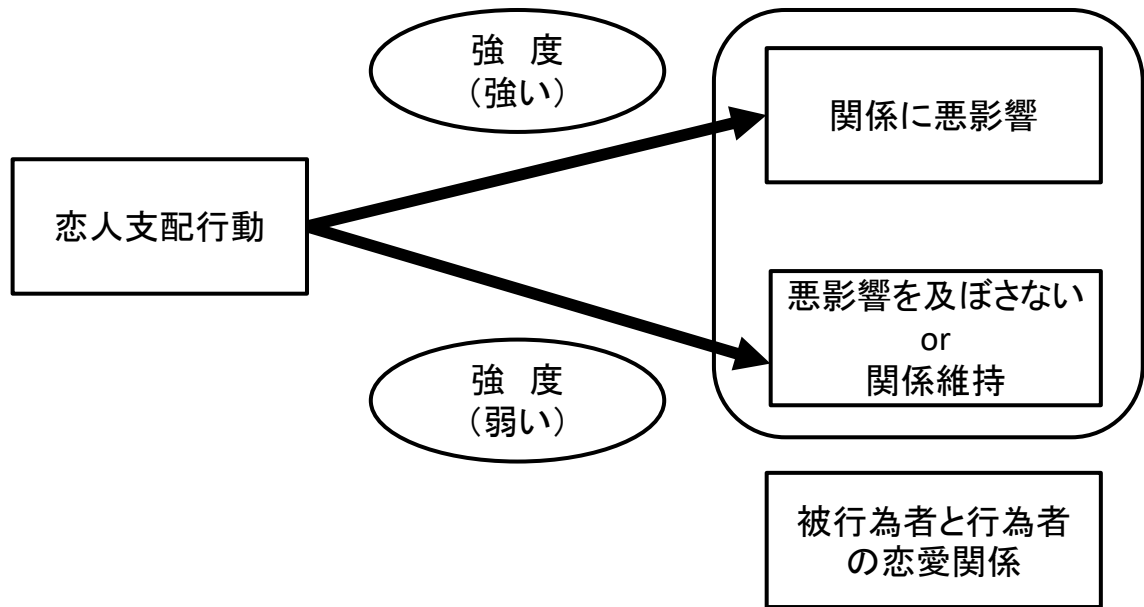 強 度
(強い)
関係に悪影響
恋人支配行動
悪影響を及ぼさない
or
関係維持
強 度
(弱い)
被行為者と行為者
の恋愛関係